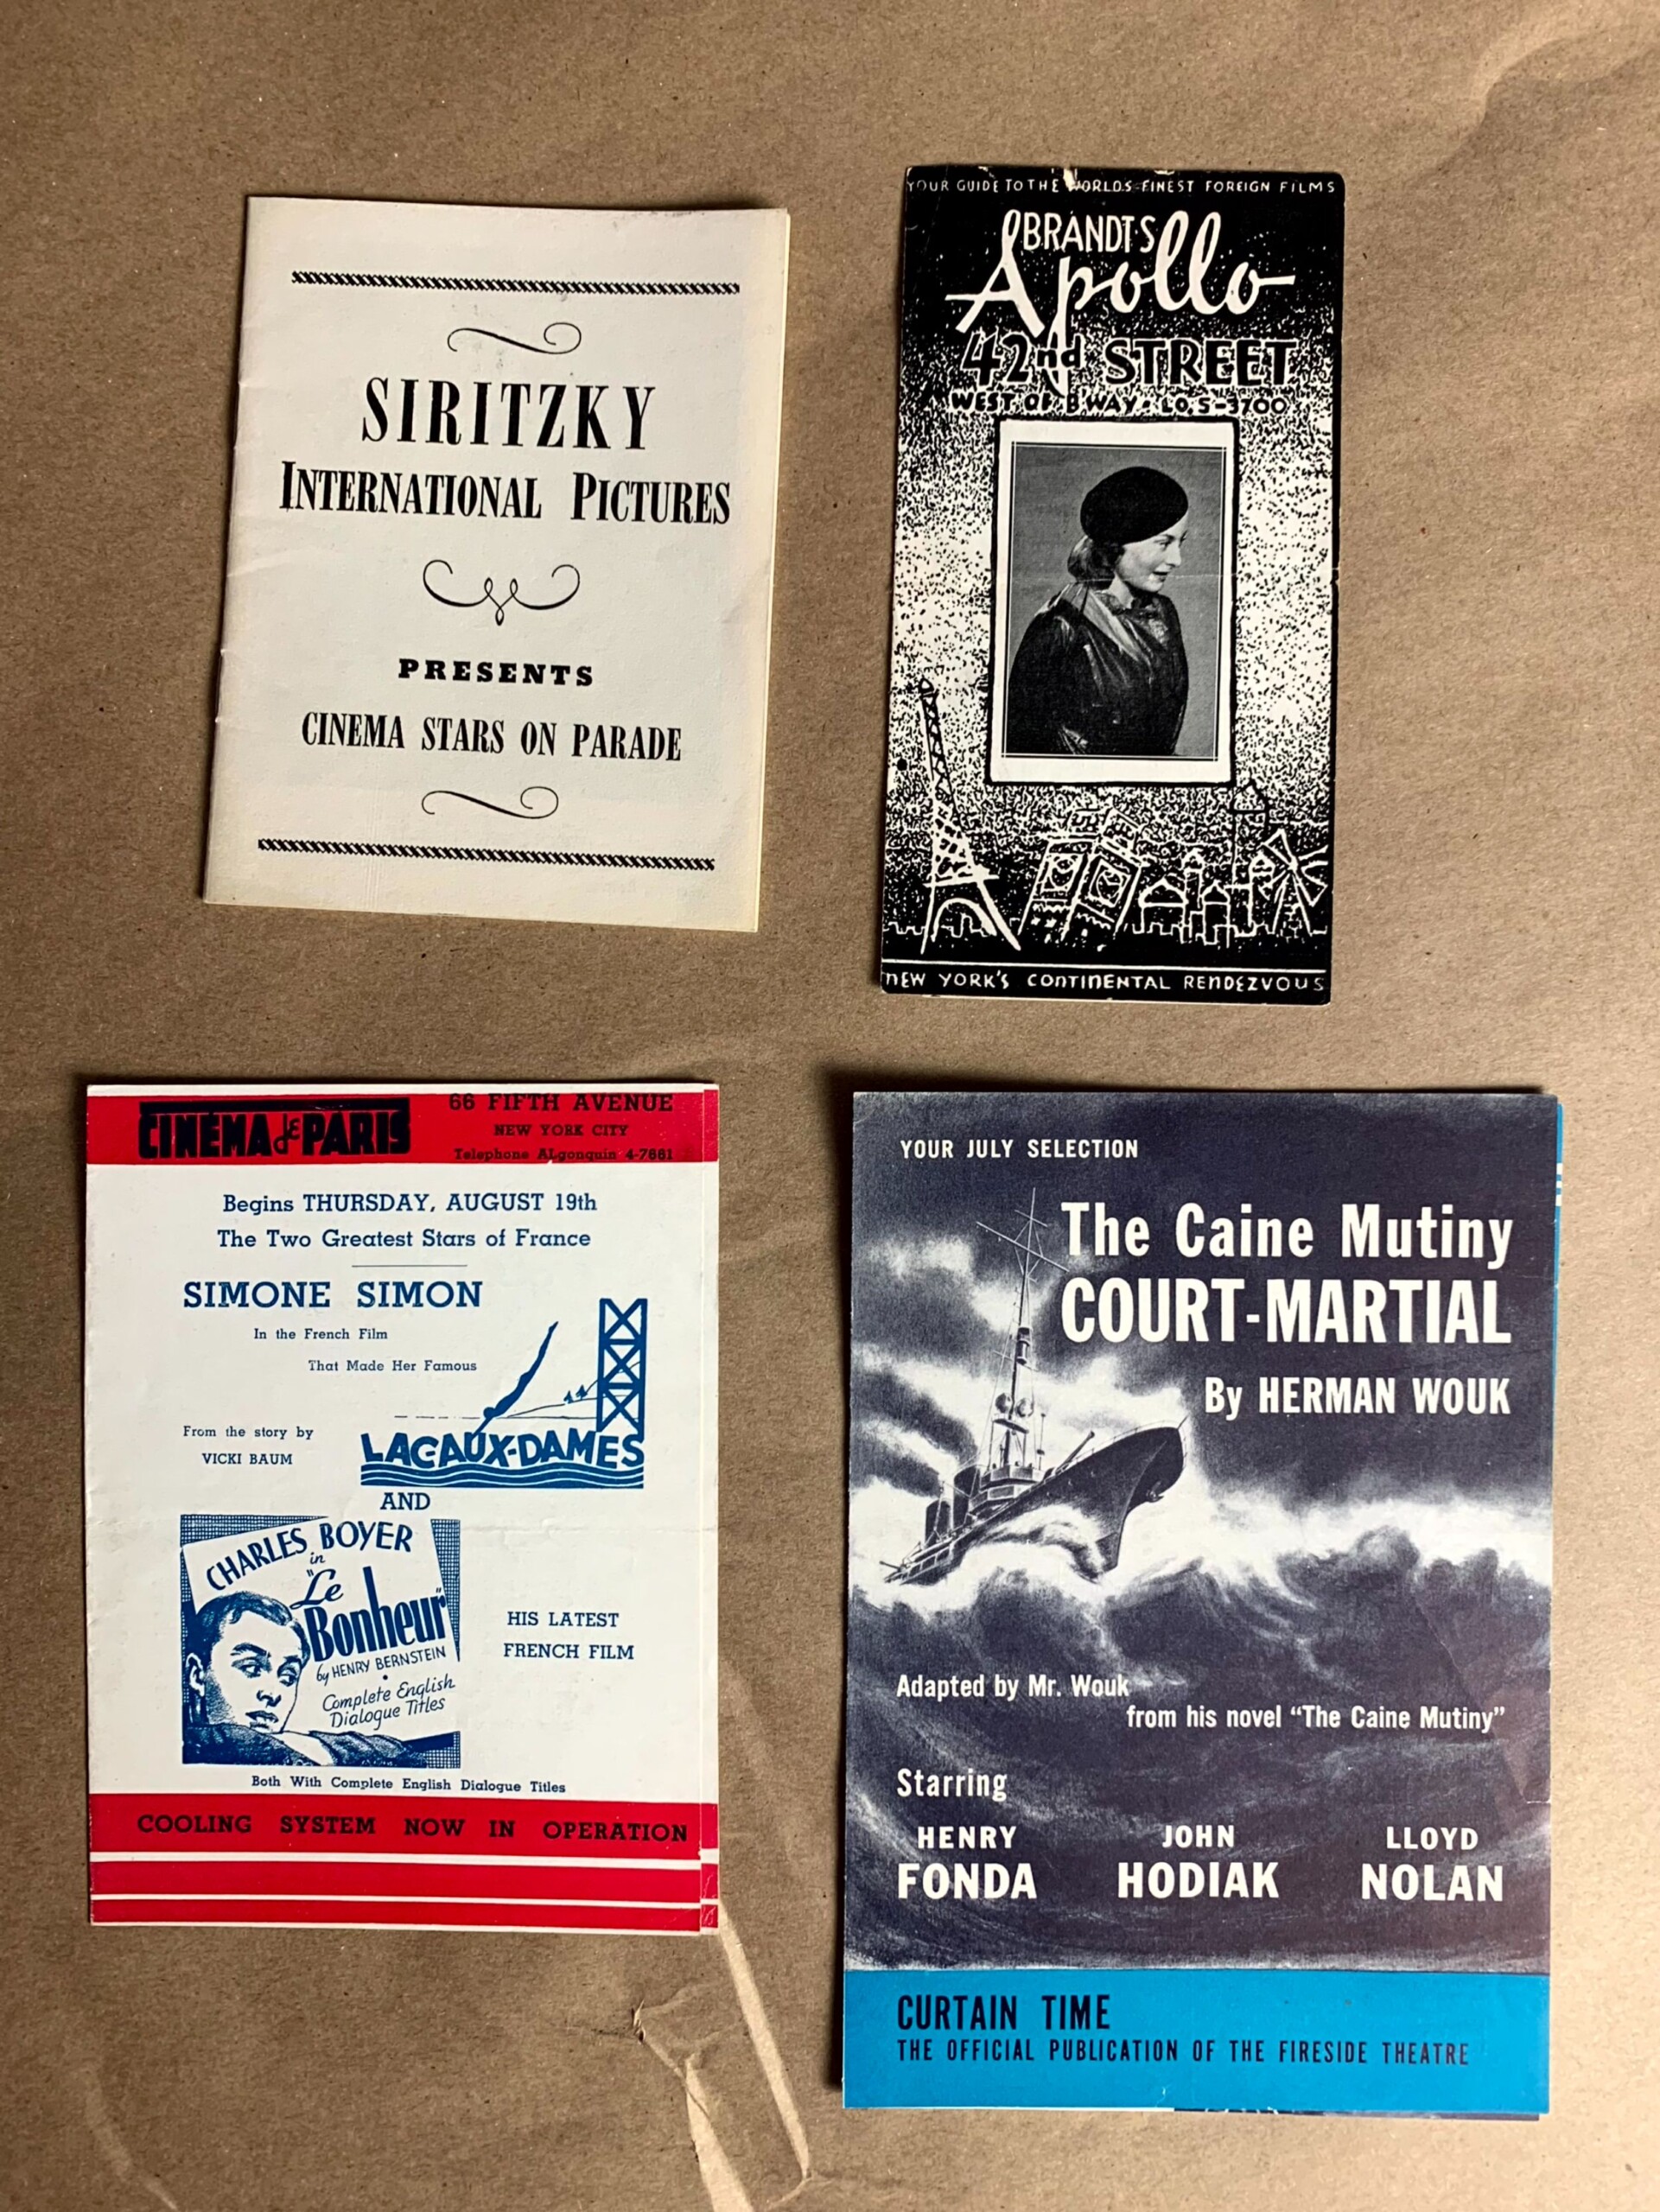 SIRITZKY
INTERNATIONAL PICTURES
PRESENTS
CINEMA STARS ON PARADE
YOUR GUIDE TO THE WORLDS FINEST FOREIGN FILMS
BRANDTS
Apollo
42nd STREET
WEST OF B'WAY. LO.5-3700
NEW YORK'S CONTINENTAL RENDEZVOUS
CINEMA de PARIS
66 FIFTH AVENUE
NEW YORK CITY
Telephone ALgonquin 4-7661
Begins THURSDAY, AUGUST 19th
The Two Greatest Stars of France
SIMONE SIMON
In the French Film
That Made Her Famous
From the story by
VICKI BAUM
LAC-AUX-DAMES
AND
CHARLES BOYER
in
"Le
Bonheur"
by HENRY BERNSTEIN
Complete English
Dialogue Titles
HIS LATEST
FRENCH FILM
Both With Complete English Dialogue Titles
COOLING SYSTEM NOW IN OPERATION
YOUR JULY SELECTION
The Caine Mutiny
COURT-MARTIAL
By HERMAN WOUK
Adapted by Mr. Wouk
from his novel "The Caine Mutiny"
Starring
HENRY
FONDA
JOHN
HODIAK
LLOYD
NOLAN
CURTAIN TIME
THE OFFICIAL PUBLICATION OF THE FIRESIDE THEATRE